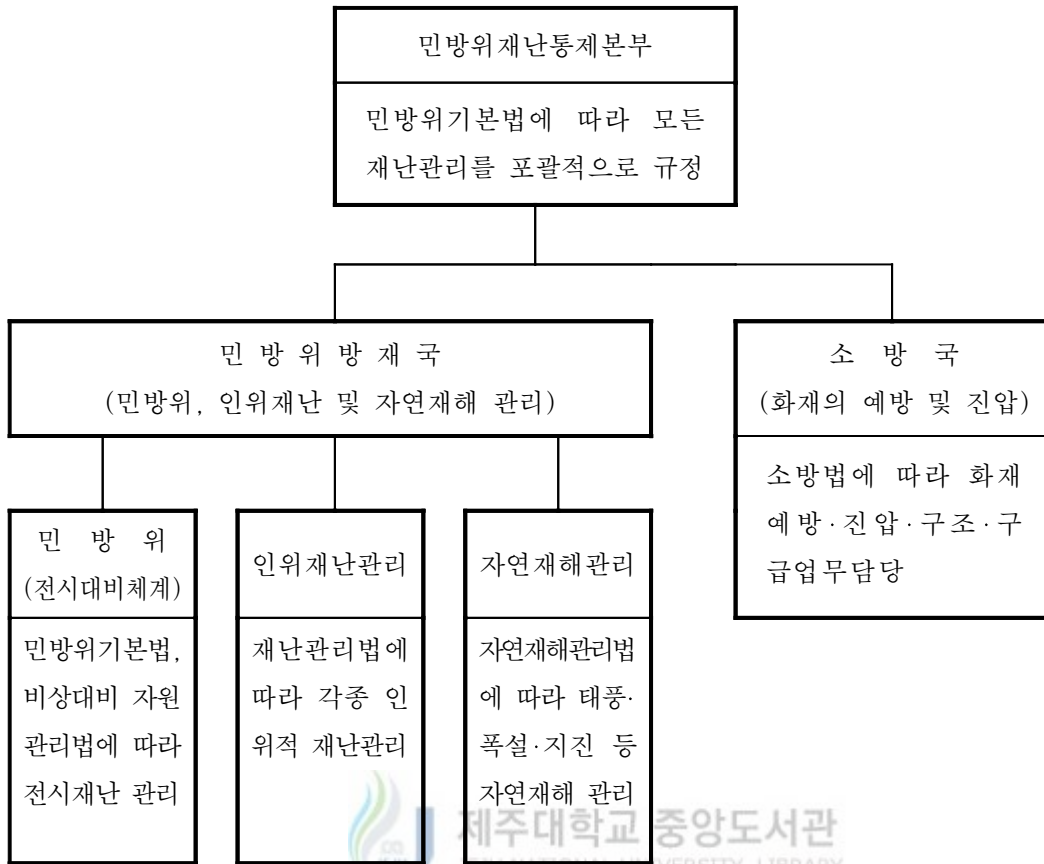 민방위재난통제본부
민방위기본법에 따라 모든
재난관리를 포괄적으로 규정
민 방 위 방 재 국
(민방위, 인위재난 및 자연재해 관리)
소 방 국
(화재의 예방 및 진압)
소방법에 따라 화재
예방·진압·구조·구
급업무담당
민 방 위
(전시대비체계)
민방위기본법,
비상대비 자원
관리법에 따라
전시재난 관리
인위재난관리
재난관리법에
따라 각종 인
위적 재난관리
자연재해관리
자연재해관리법
에 따라 태풍·
폭설·지진 등
자연재해 관리
제주대학교 중앙도서관